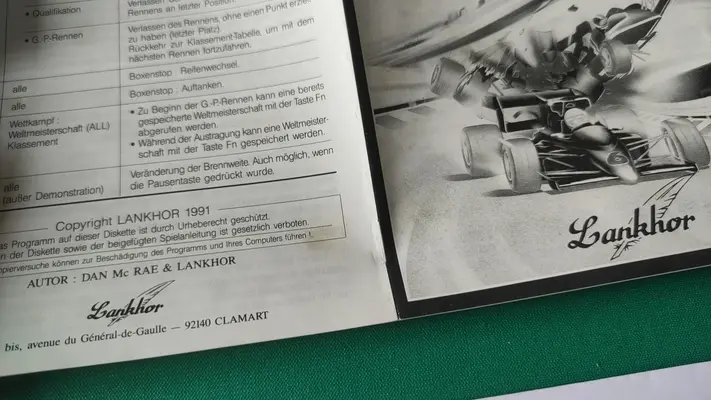 Verlassen
• Qualifikation
Rennens an letzter Position.
• G.-P-Rennen
Verlassen des Rennens, ohne einen Punkt erzielt
zu haben (letzter Platz).
Rückkehr zur Klassement-Tabelle, um mit dem
nächsten Rennen fortzufahren.
alle
Boxenstop : Reifenwechsel.
alle
Boxenstop : Auftanken.
Wettkampf :
Weltmeisterschaft (ALL)
Klassement
• Zu Beginn der G.-P-Rennen kann eine bereits
gespeicherte Weltmeisterschaft mit der Taste Fn
abgerufen werden.
• Während der Austragung kann eine Weltmeister-
schaft mit der Taste Fn gespeichert werden.
alle
(außer Demonstration)
Veränderung der Brennweite. Auch möglich, wenn
die Pausentaste gedrückt wurde.
Copyright LANKHOR 1991
as Programm auf dieser Diskette ist durch Urheberecht geschützt.
n der Diskette sowie der beigefügten Spielanleitung ist gesetzlich verboten.
opierversuche können zur Beschädigung des Programms und Ihres Computers führen !
AUTOR : DAN Mc RAE & LANKHOR
Lankhor
bis, avenue du Général-de-Gaulle — 92140 CLAMART
Lankhor